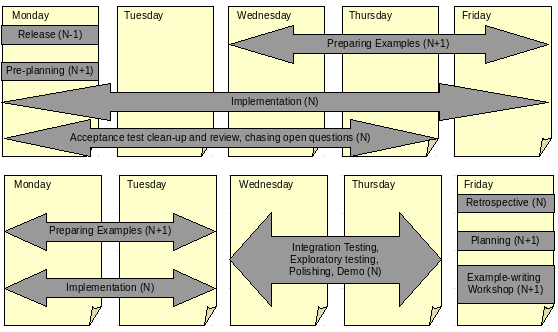 Monday
Tuesday
Wednesday
Thursday
Friday
Release (N-1)
Preparing Examples (N+1)
Pre-planning (N+1)
Implementation (N)
Acceptance test clean-up and review, chasing open questions (N)
Monday
Tuesday
Wednesday
Thursday
Friday
Retrospective (N)
Preparing Examples (N+1)
Planning (N+1)
Integration Testing,
Exploratory testing,
Polishing, Demo (N)
Implementation (N)
Example-writing
Workshop (N+1)